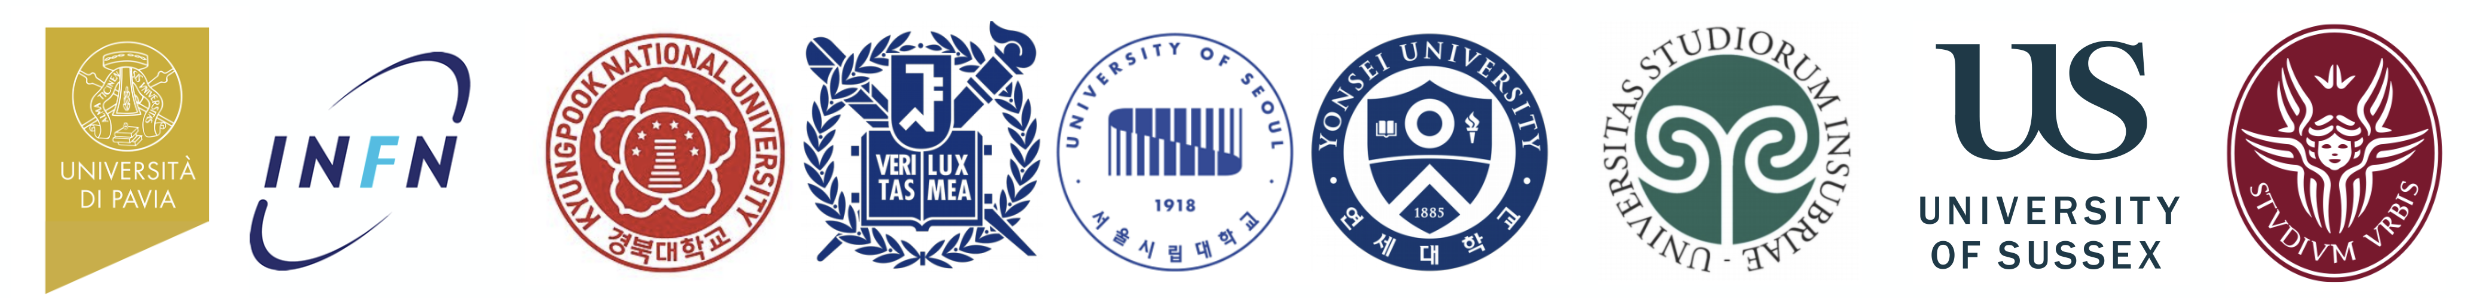 UNIVERSITÀ
DI PAVIA
INFN
KYUNGPOOK NATIONAL UNIVERSITY
경북대학교
VERI LUX
TAS MEA
UNIVERSITY OF SEOUL
1918
서울시립대학교
YONSEI UNIVERSITY
1885
연세대학교
UNIVERSITAS STUDIORUM INSUBRIAE
US
UNIVERSITY
OF SUSSEX
STVDIVM VRBIS